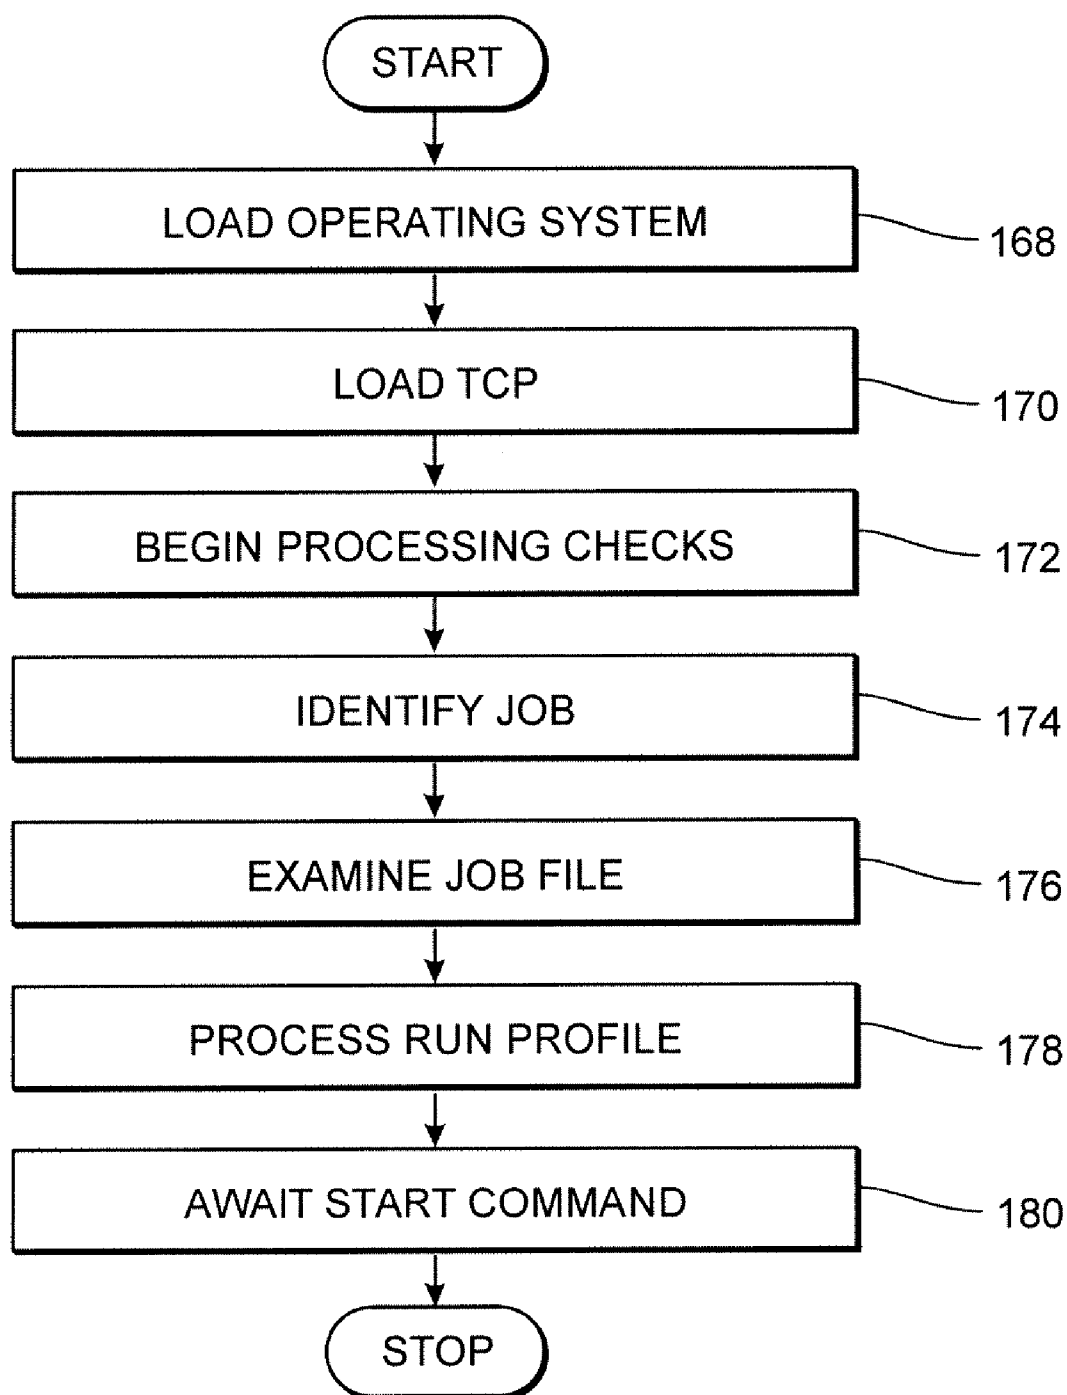 START
LOAD OPERATING SYSTEM
168
LOAD TCP
170
BEGIN PROCESSING CHECKS
172
IDENTIFY JOB
174
EXAMINE JOB FILE
176
PROCESS RUN PROFILE
178
AWAIT START COMMAND
180
STOP